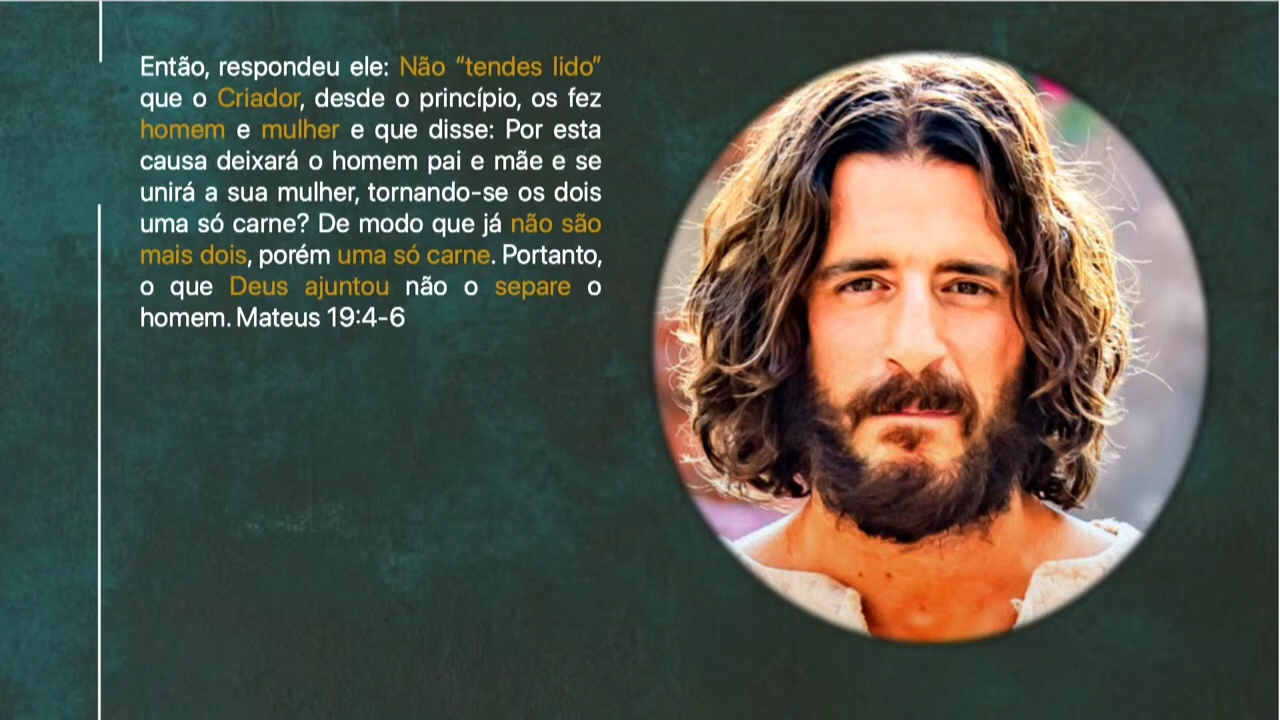 Então, respondeu ele: Não “tendes lido”
que o Criador, desde o princípio, os fez
homem e mulher e que disse: Por esta
causa deixará o homem pai e mãe e se
unirá a sua mulher, tornando-se os dois
uma só carne? De modo que já não são
mais dois, porém uma só carne. Portanto,
o que Deus ajuntou não o separe o
homem. Mateus 19:4-6